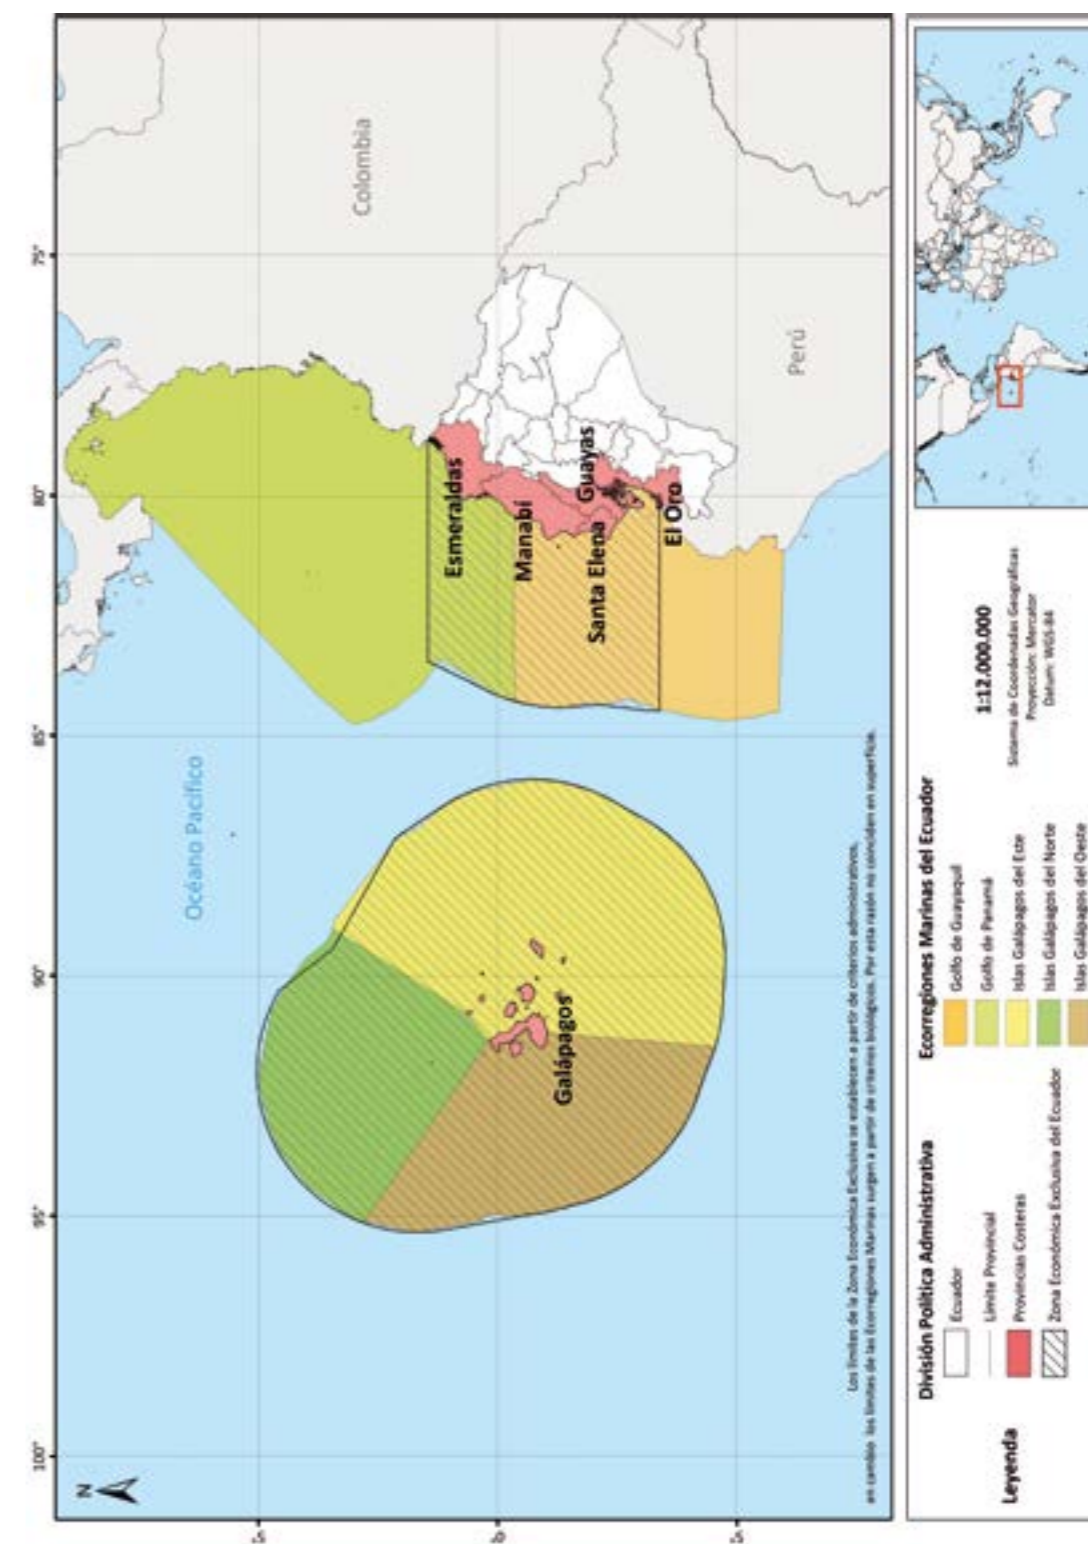 N
100°
95°
90°
85°
80°
75°
5°
0°
5°
Océano Pacífico
Colombia
Perú
Esmeraldas
Manabí
Santa Elena
Guayas
El Oro
Galápagos
Los límites de la Zona Económica Exclusiva se establecen a partir de criterios administrativos,
en cambio los límites de las Ecorregiones Marinas surgen a partir de criterios biológicos. Por esta razón no coinciden en superficie.
Leyenda
División Política Administrativa
Ecuador
Límite Provincial
Provincias Costeras
Zona Económica Exclusiva del Ecuador
Ecorregiones Marinas del Ecuador
Golfo de Guayaquil
Golfo de Panamá
Islas Galápagos del Este
Islas Galápagos del Norte
Islas Galápagos del Oeste
1:12.000.000
Sistema de Coordenadas Geográficas
Proyección: Mercator
Datum: WGS-84